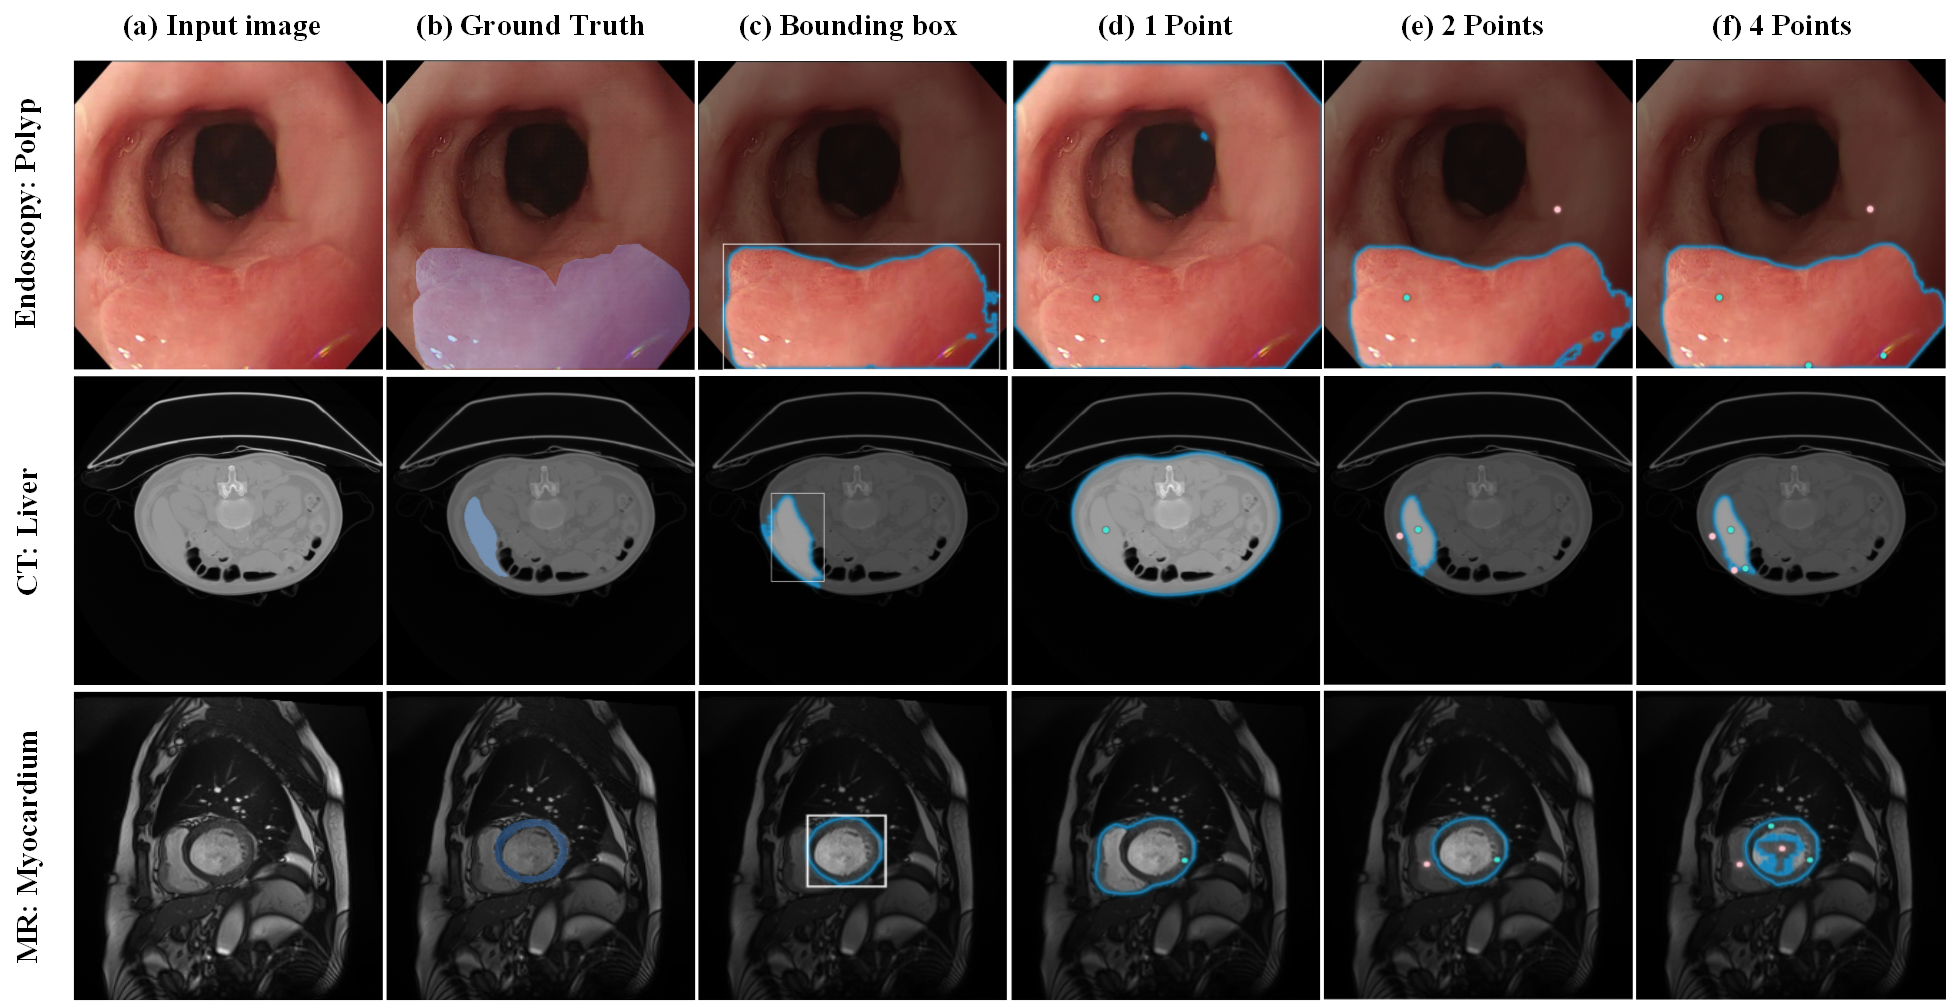 (a) Input image
(b) Ground Truth
(c) Bounding box
(d) 1 Point
(e) 2 Points
(f) 4 Points
Endoscopy: Polyp
CT: Liver
MR: Myocardium